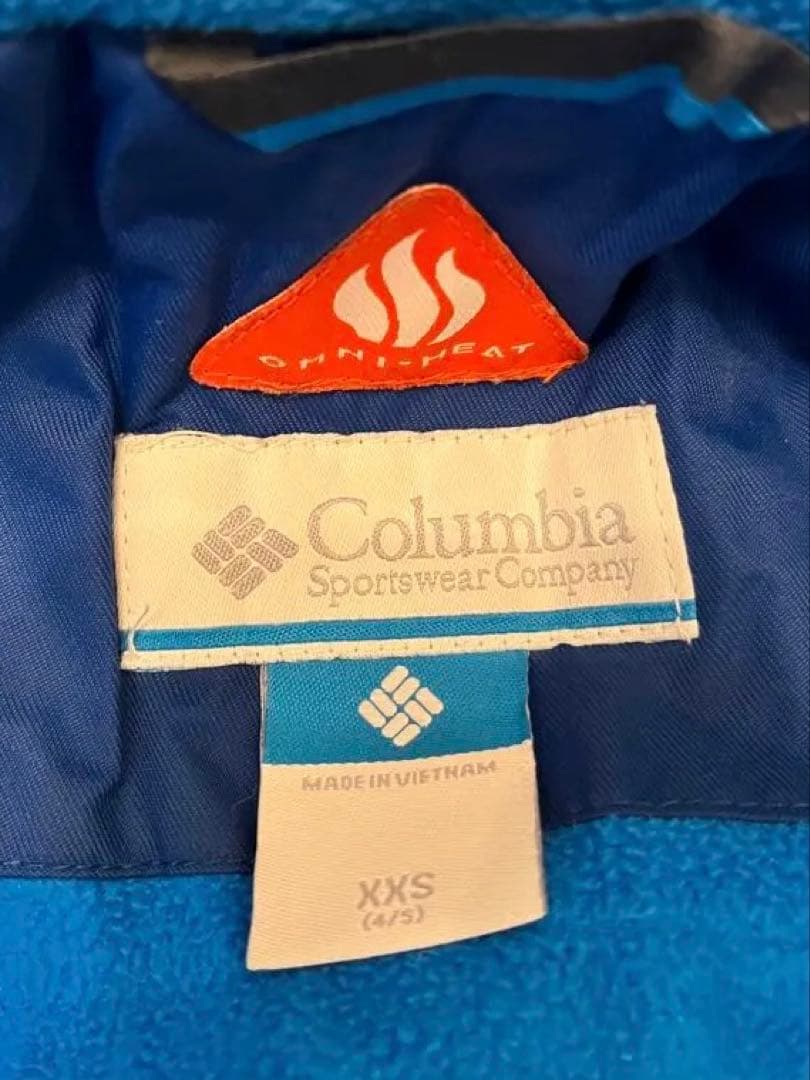 OMNI-HEAT
Columbia
Sportswear Company
MADE IN VIETNAM
XXS
(4/5)